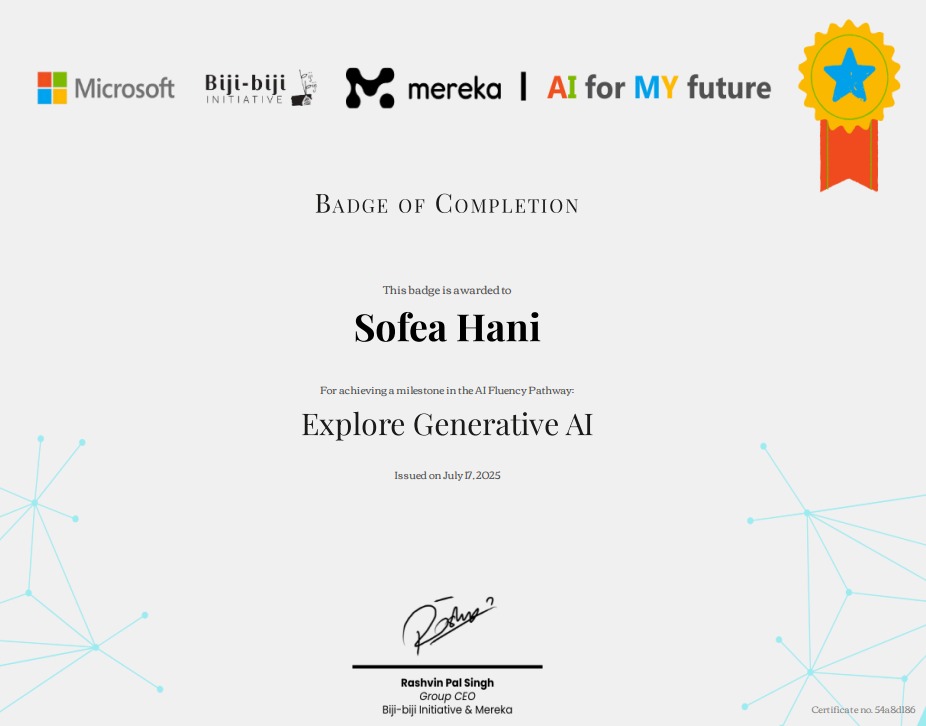 Microsoft Biji-biji INITIATIVE mereka | AI for MY future
BADGE OF COMPLETION
This badge is awarded to
Sofea Hani
For achieving a milestone in the AI Fluency Pathway:
Explore Generative AI
Issued on July 17, 2025
Rashvin Pal Singh
Group CEO
Biji-biji Initiative & Mereka
Certificate no. 54a8d186